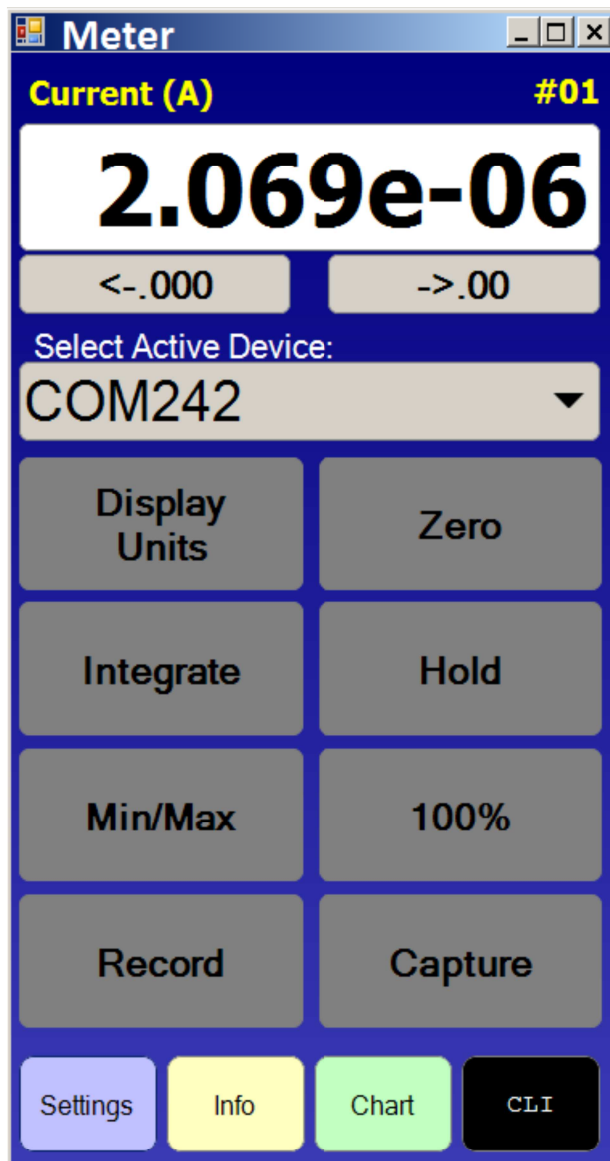 Meter
Current (A) #01
2.069e-06
<-.000 ->.00
Select Active Device:
COM242
Display
Units
Zero
Integrate Hold
Min/Max 100%
Record Capture
Settings Info Chart CLI